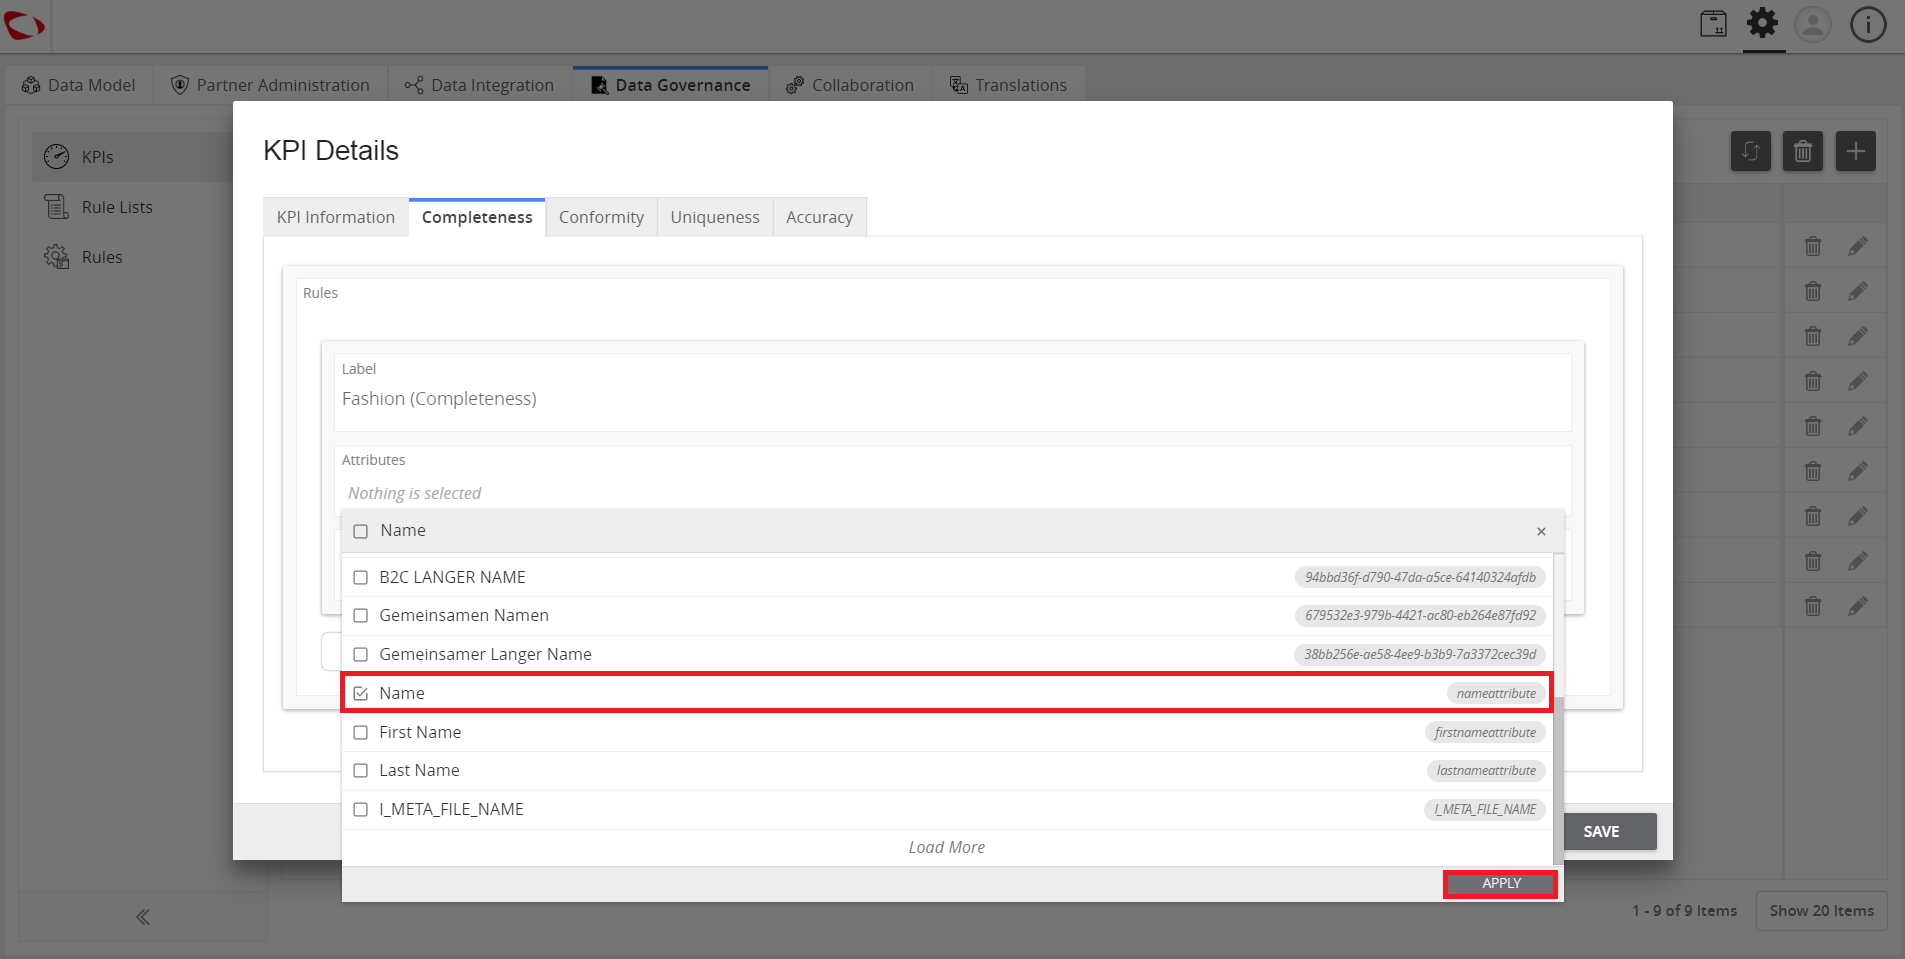 Data Model
Partner Administration
Data Integration
Data Governance
Collaboration
Translations
KPIs
Rule Lists
Rules
KPI Details
KPI Information
Completeness
Conformity
Uniqueness
Accuracy
Rules
Label
Fashion (Completeness)
Attributes
Nothing is selected
Name
×
B2C LANGER NAME 94bbd36f-d790-47da-a5ce-64140324afdb
Gemeinsamen Namen 679532e3-979b-4421-ac80-eb264e87fd92
Gemeinsamer Langer Name 38bb256e-ae58-4ee9-b3b9-7a3372cec39d
Name nameattribute
First Name firstnameattribute
Last Name lastnameattribute
I_META_FILE_NAME I_META_FILE_NAME
Load More
APPLY
SAVE
1 - 9 of 9 Items
Show 20 Items